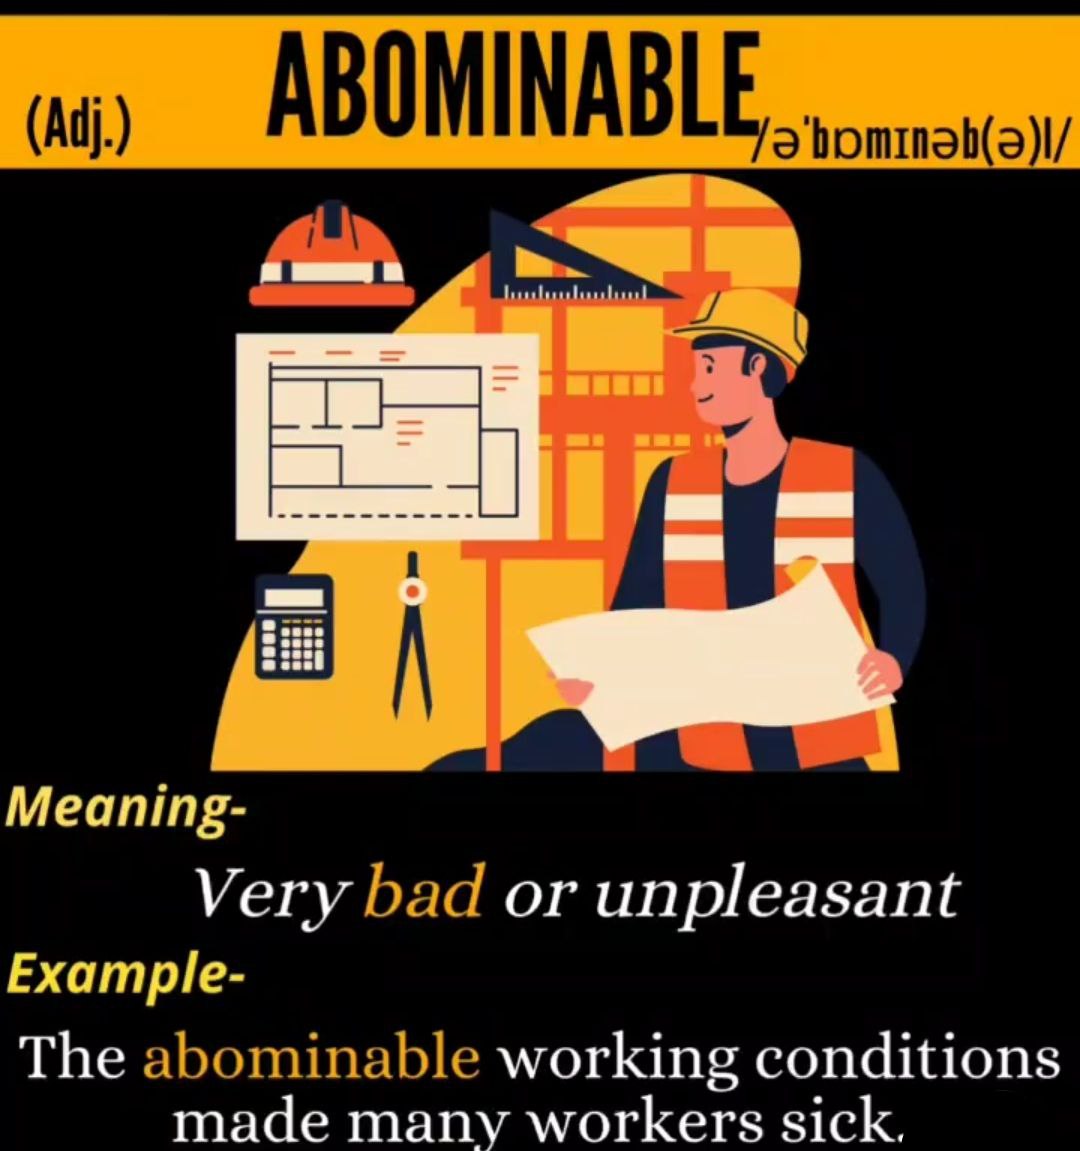 ABOMINABLE
(Adj.)
/əˈbɒmɪnəb(ə)l/
Meaning-
Very bad or unpleasant
Example-
The abominable working conditions
made many workers sick.